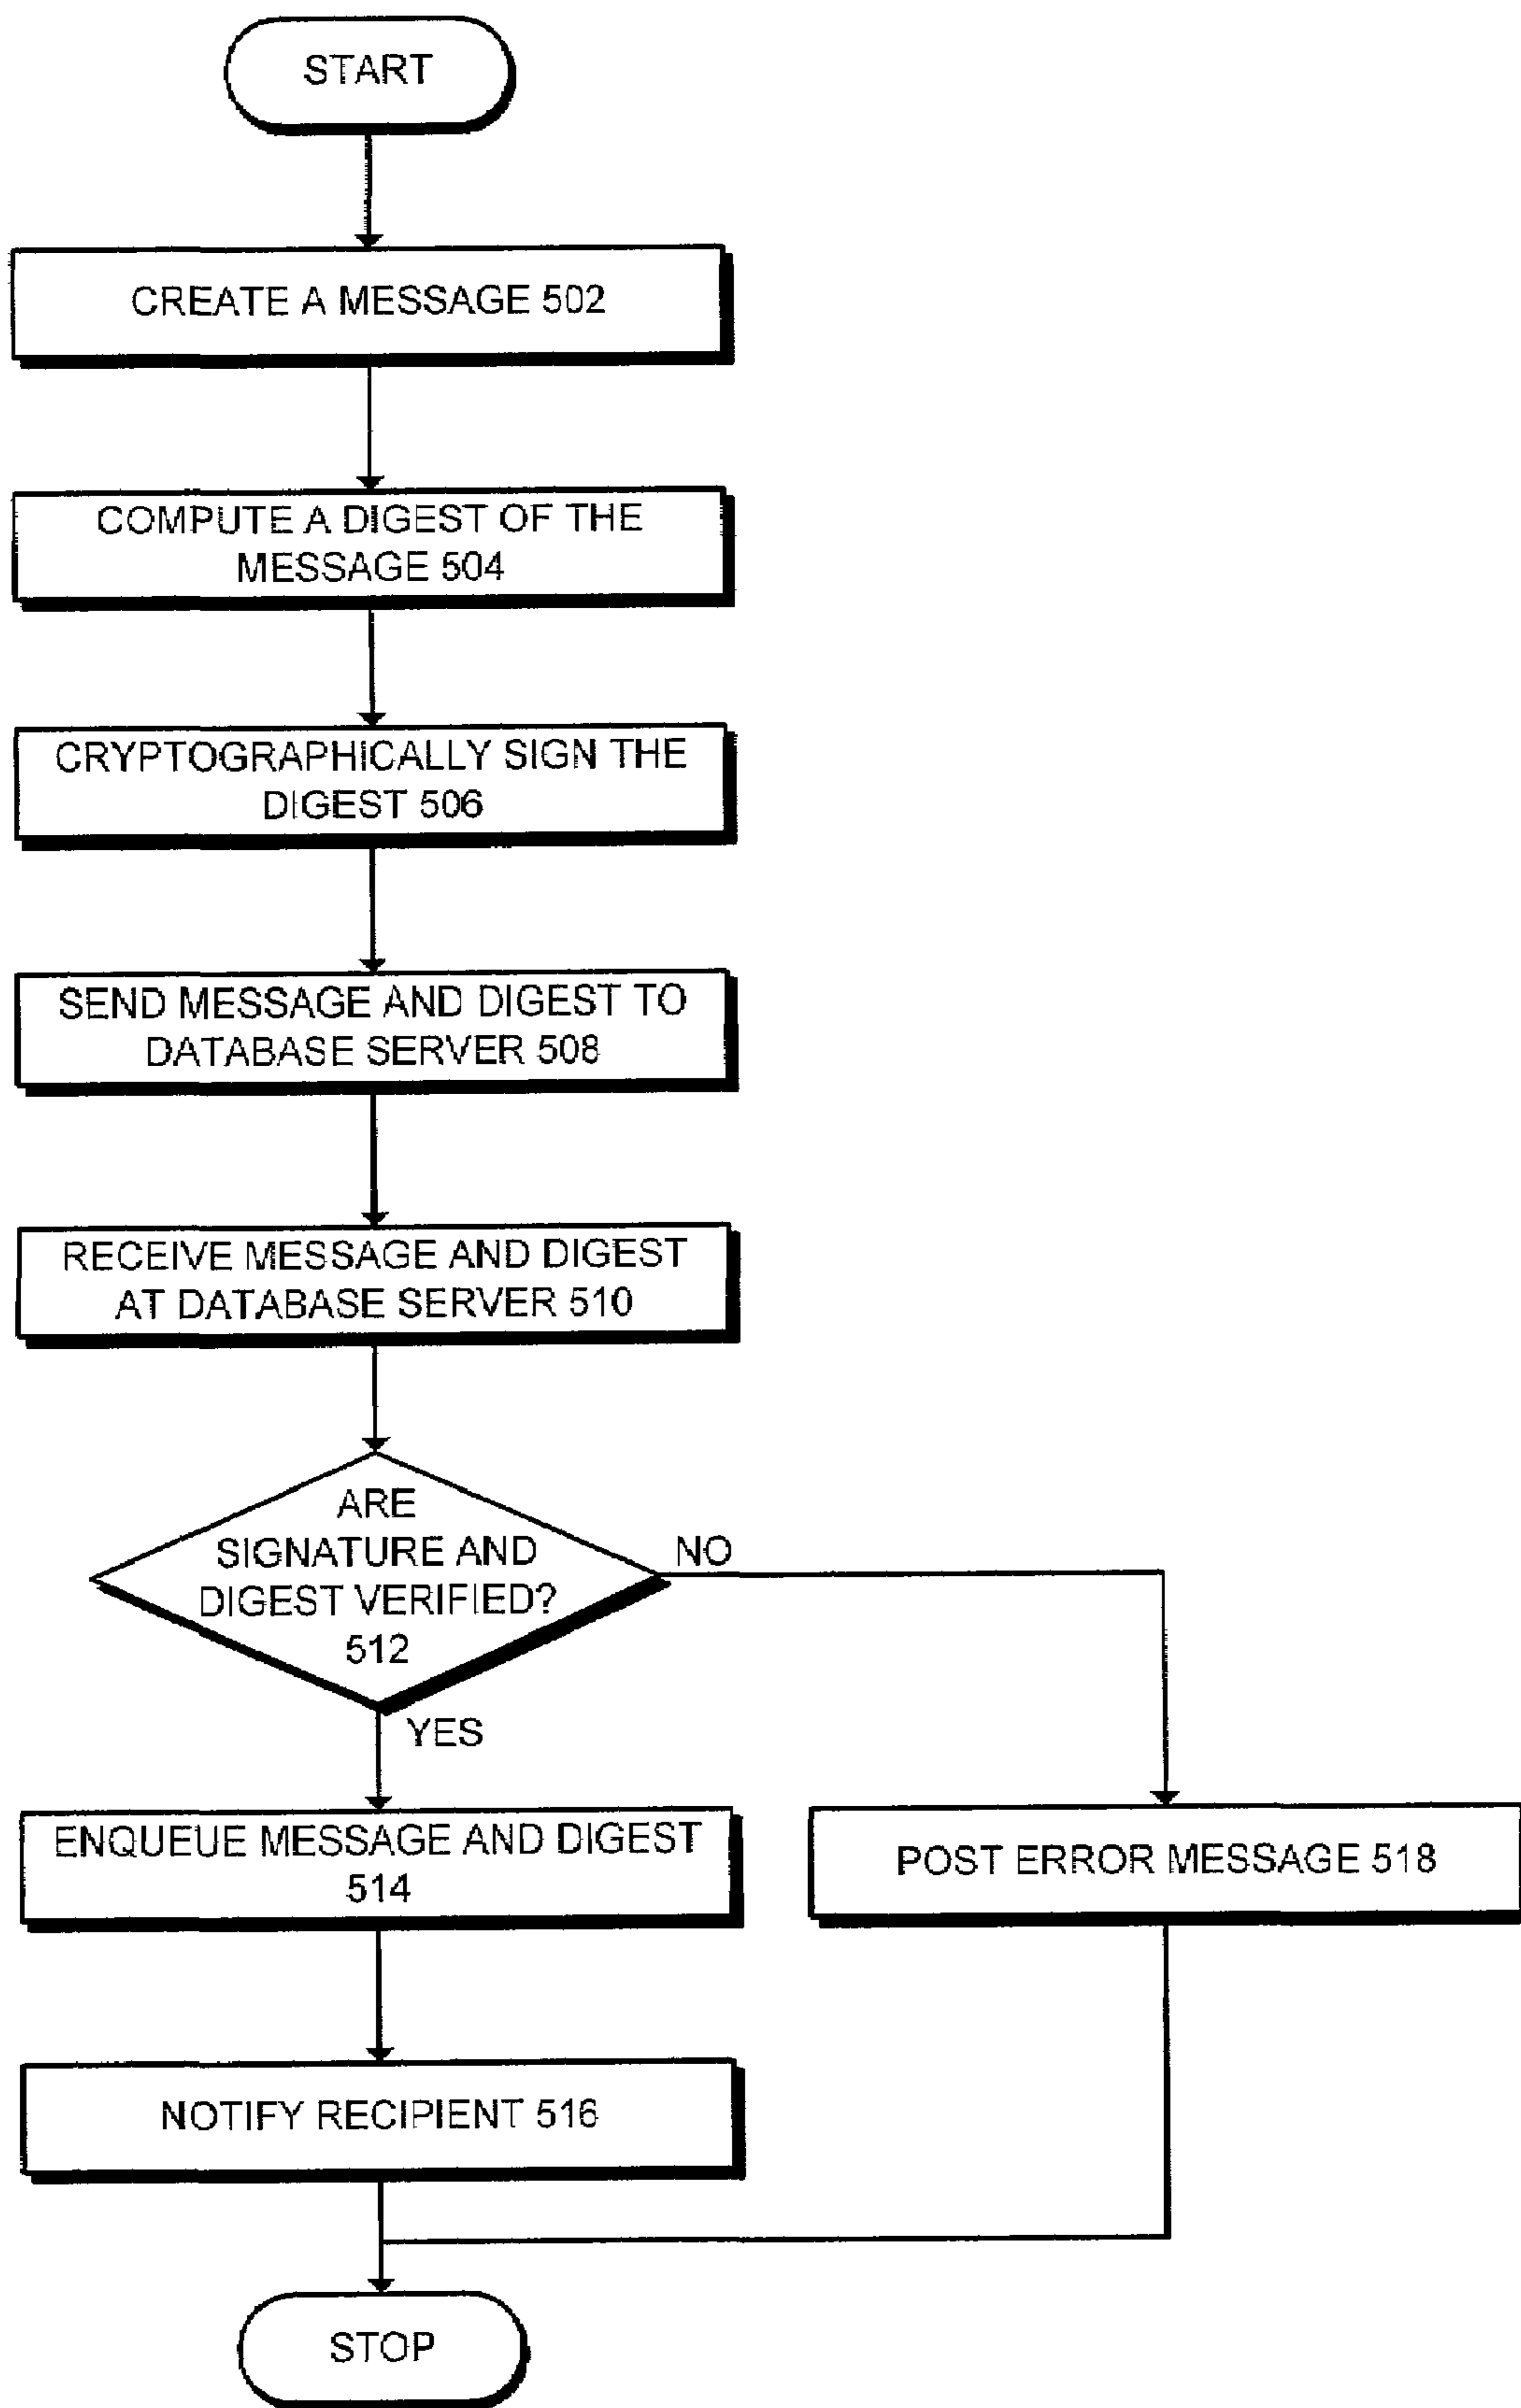 START
CREATE A MESSAGE 502
COMPUTE A DIGEST OF THE
MESSAGE 504
CRYPTOGRAPHICALLY SIGN THE
DIGEST 506
SEND MESSAGE AND DIGEST TO
DATABASE SERVER 508
RECEIVE MESSAGE AND DIGEST
AT DATABASE SERVER 510
ARE
SIGNATURE AND
DIGEST VERIFIED?
512
NO
YES
ENQUEUE MESSAGE AND DIGEST
514
POST ERROR MESSAGE 518
NOTIFY RECIPIENT 516
STOP